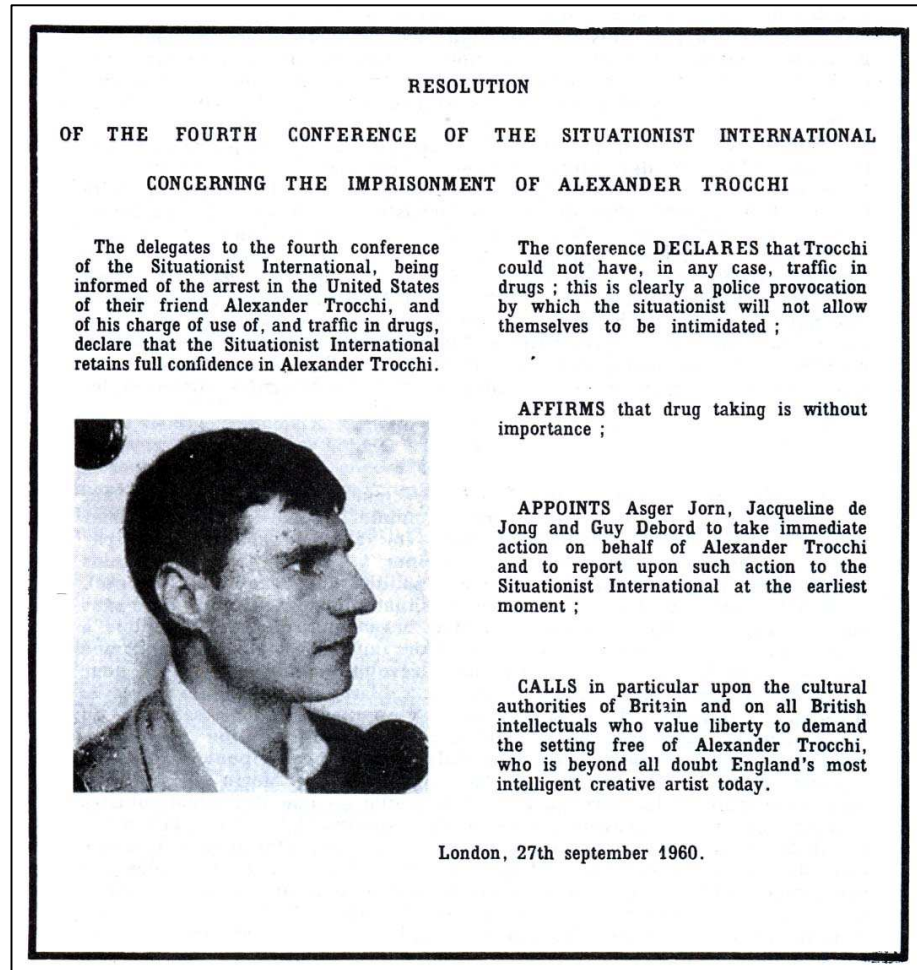 RESOLUTION
OF THE FOURTH CONFERENCE OF THE SITUATIONIST INTERNATIONAL
CONCERNING THE IMPRISONMENT OF ALEXANDER TROCCHI
The delegates to the fourth conference
of the Situationist International, being
informed of the arrest in the United States
of their friend Alexander Trocchi, and
of his charge of use of, and traffic in drugs,
declare that the Situationist International
retains full confidence in Alexander Trocchi.
The conference DECLARES that Trocchi
could not have, in any case, traffic in
drugs ; this is clearly a police provocation
by which the situationist will not allow
themselves to be intimidated ;
AFFIRMS that drug taking is without
importance ;
APPOINTS Asger Jorn, Jacqueline de
Jong and Guy Debord to take immediate
action on behalf of Alexander Trocchi
and to report upon such action to the
Situationist International at the earliest
moment ;
CALLS in particular upon the cultural
authorities of Britain and on all British
intellectuals who value liberty to demand
the setting free of Alexander Trocchi,
who is beyond all doubt England's most
intelligent creative artist today.
London, 27th september 1960.